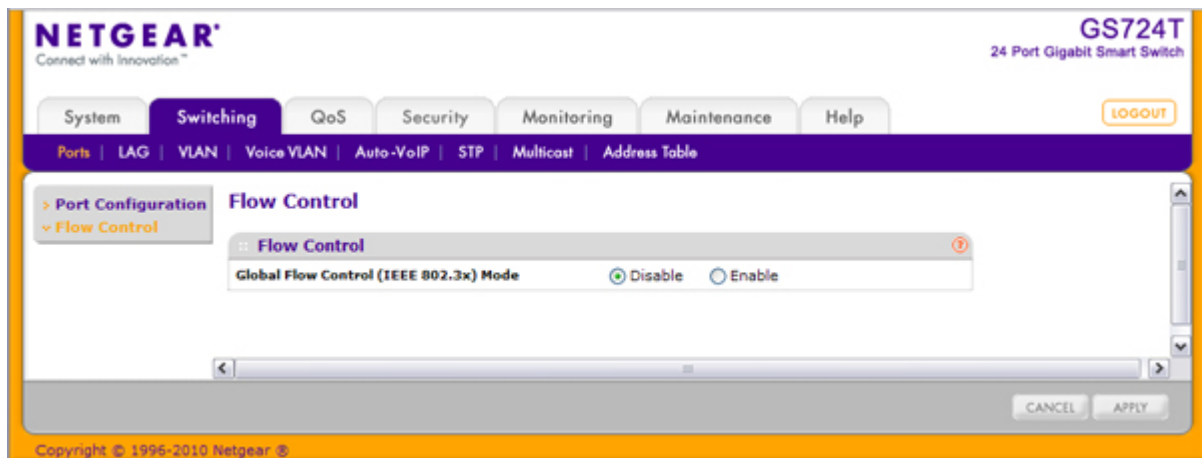 NETGEAR®
Connect with Innovation™
GS724T
24 Port Gigabit Smart Switch
System Switching QoS Security Monitoring Maintenance Help LOGOUT
Ports | LAG | VLAN | Voice VLAN | Auto-VoIP | STP | Multicast | Address Table
Port Configuration
Flow Control
Flow Control
Flow Control ?
Global Flow Control (IEEE 802.3x) Mode Disable Enable
CANCEL APPLY
Copyright © 1996-2010 Netgear ®